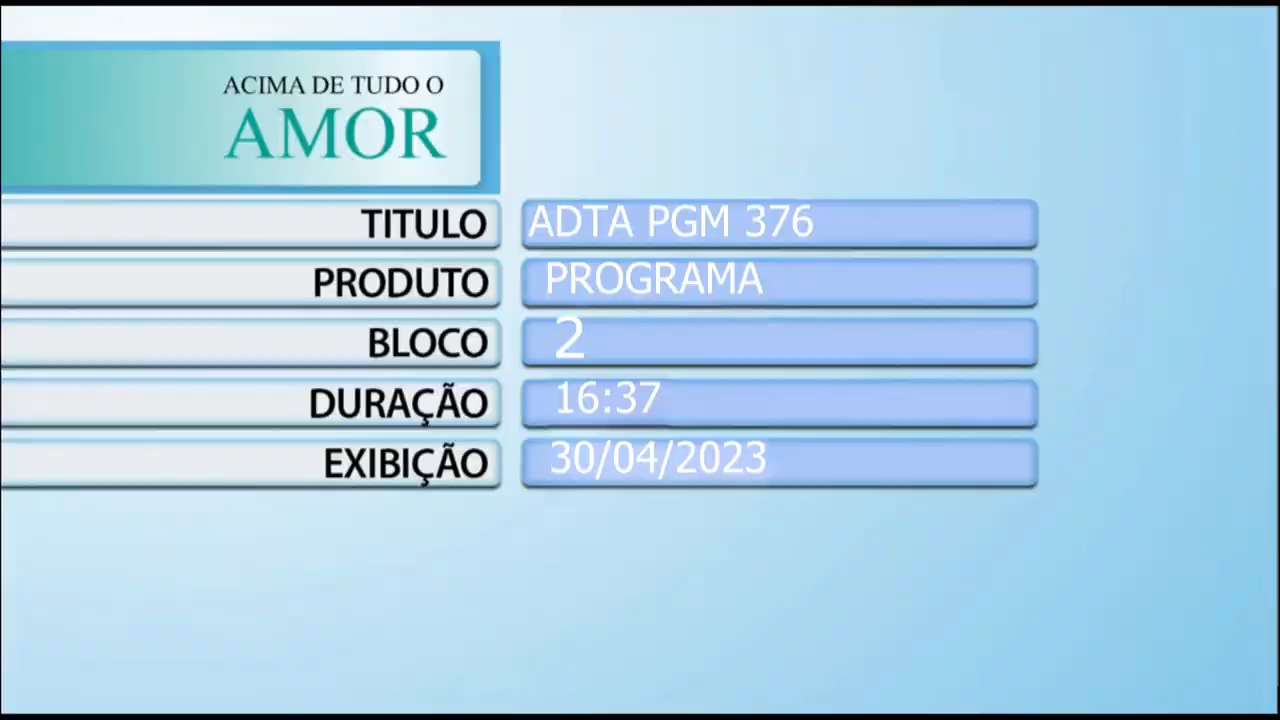 ACIMA DE TUDO O
AMOR
TITULO ADTA PGM 376
PRODUTO PROGRAMA
BLOCO 2
DURAÇÃO 16:37
EXIBIÇÃO 30/04/2023